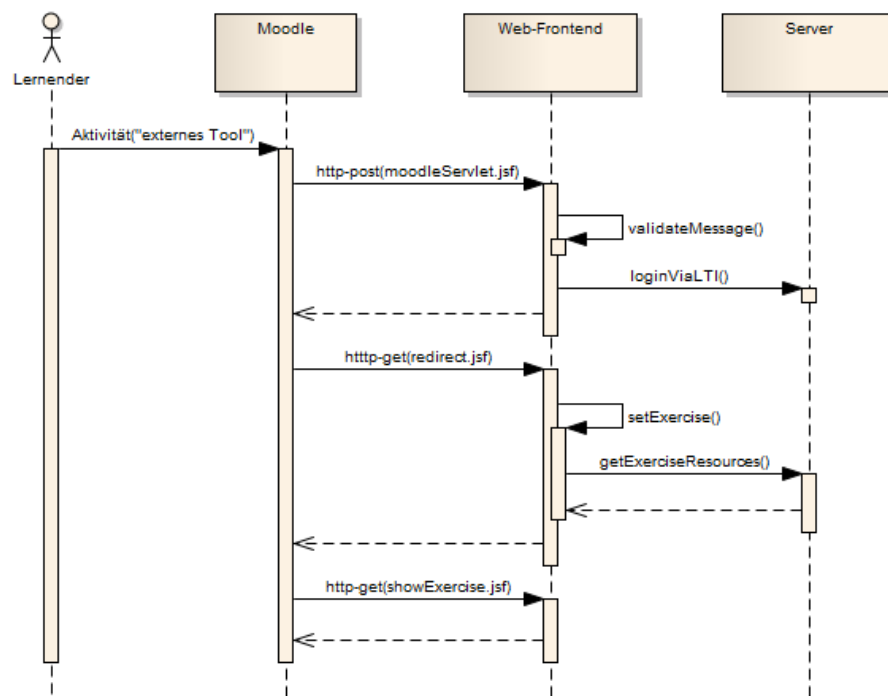 Moodle
Web-Frontend
Server
Lernender
Aktivität("externes Tool")
http-post(moodleServlet.jsf)
validateMessage()
loginViaLTI()
htttp-get(redirect.jsf)
setExercise()
getExerciseResources()
http-get(showExercise.jsf)